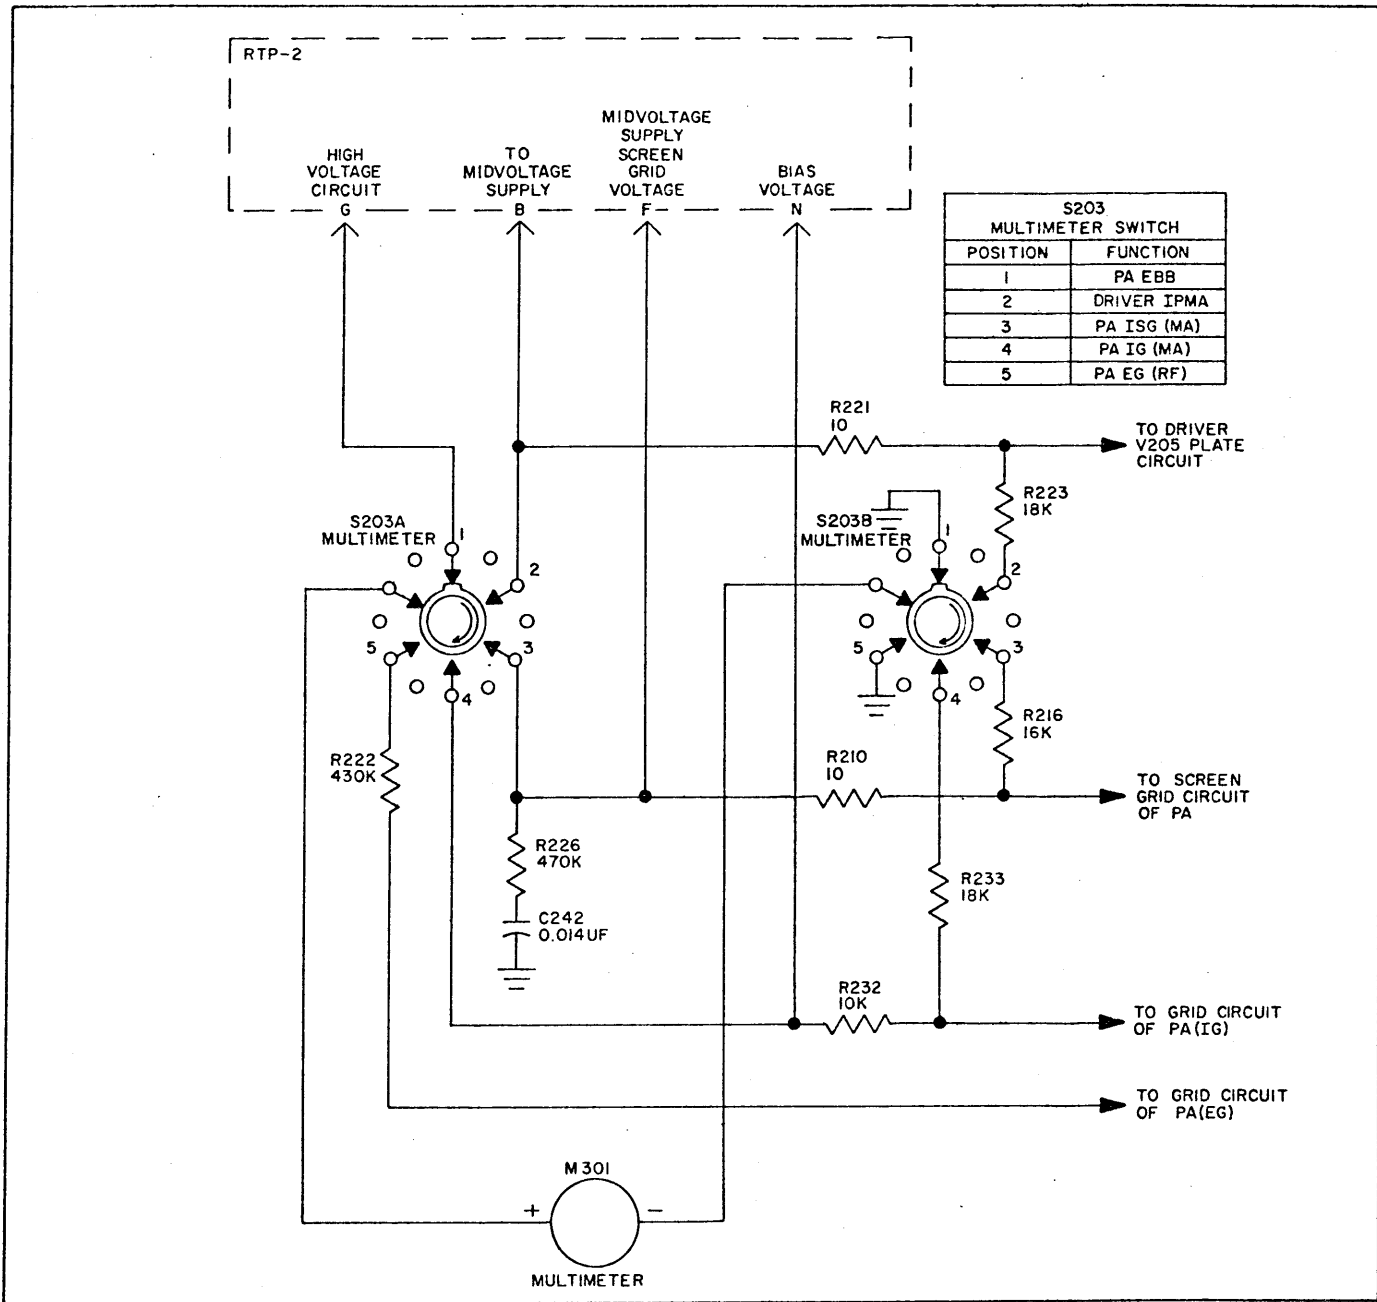 RTP-2
HIGH
VOLTAGE
CIRCUIT
G
TO
MIDVOLTAGE
SUPPLY
B
MIDVOLTAGE
SUPPLY
SCREEN
GRID
VOLTAGE
F
BIAS
VOLTAGE
N
S203
MULTIMETER SWITCH
POSITION FUNCTION
1 PA EBB
2 DRIVER IPMA
3 PA ISG (MA)
4 PA IG (MA)
5 PA EG (RF)
R221
10
TO DRIVER
V205 PLATE
CIRCUIT
R223
18K
S203A
MULTIMETER
1
2
3
4
5
S203B
MULTIMETER
1
2
3
4
5
R216
16K
R222
430K
R210
10
TO SCREEN
GRID CIRCUIT
OF PA
R226
470K
C242
0.014UF
R233
18K
R232
10K
TO GRID CIRCUIT
OF PA(IG)
TO GRID CIRCUIT
OF PA(EG)
M301
+ −
MULTIMETER